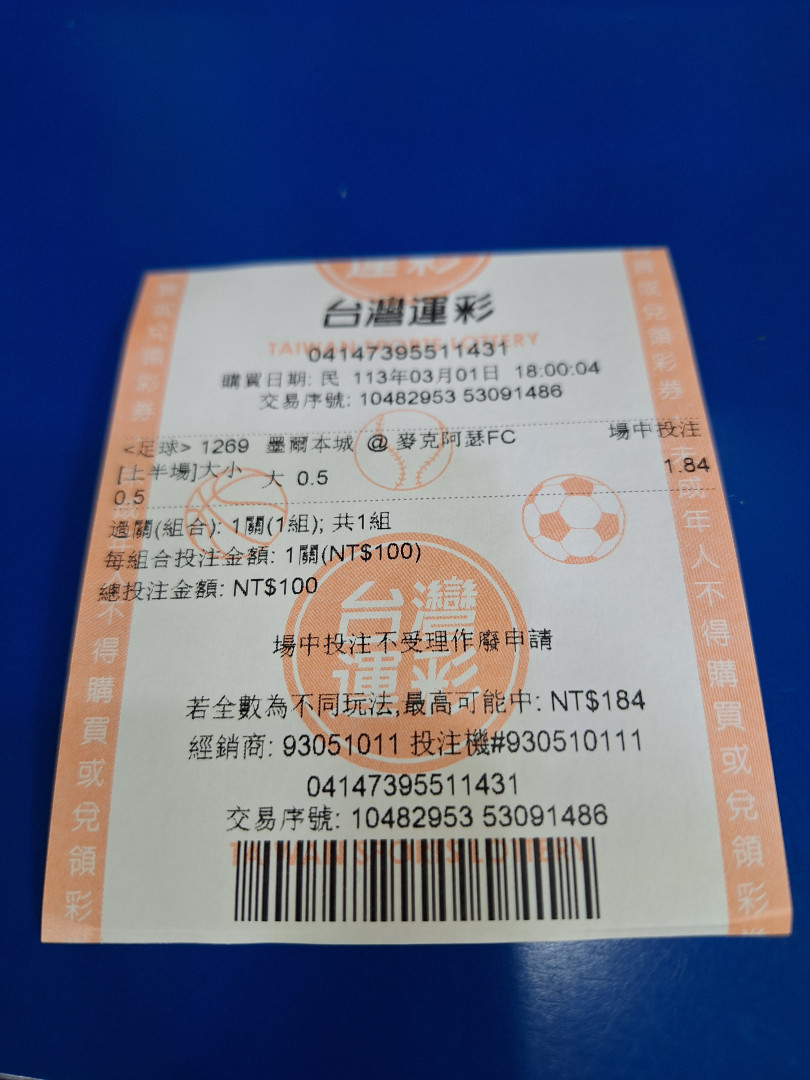 運彩
台灣運彩
TAIWAN SPORTS LOTTERY
04147395511431
購買日期: 民 113年03月01日 18:00:04
交易序號: 10482953 53091486
<足球> 1269 墨爾本城 @ 麥克阿瑟FC 場中投注
[上半場]大小 大 0.5 1.84
0.5
過關(組合): 1關(1組); 共1組
每組合投注金額: 1關(NT$100)
總投注金額: NT$100
台灣
運彩
場中投注不受理作廢申請
若全數為不同玩法,最高可能中: NT$184
經銷商: 93051011 投注機#930510111
04147395511431
交易序號: 10482953 53091486
TAIWAN SPORTS LOTTERY
不得購買或兌領彩
或兌領彩券
未成年人不得購買或兌領彩